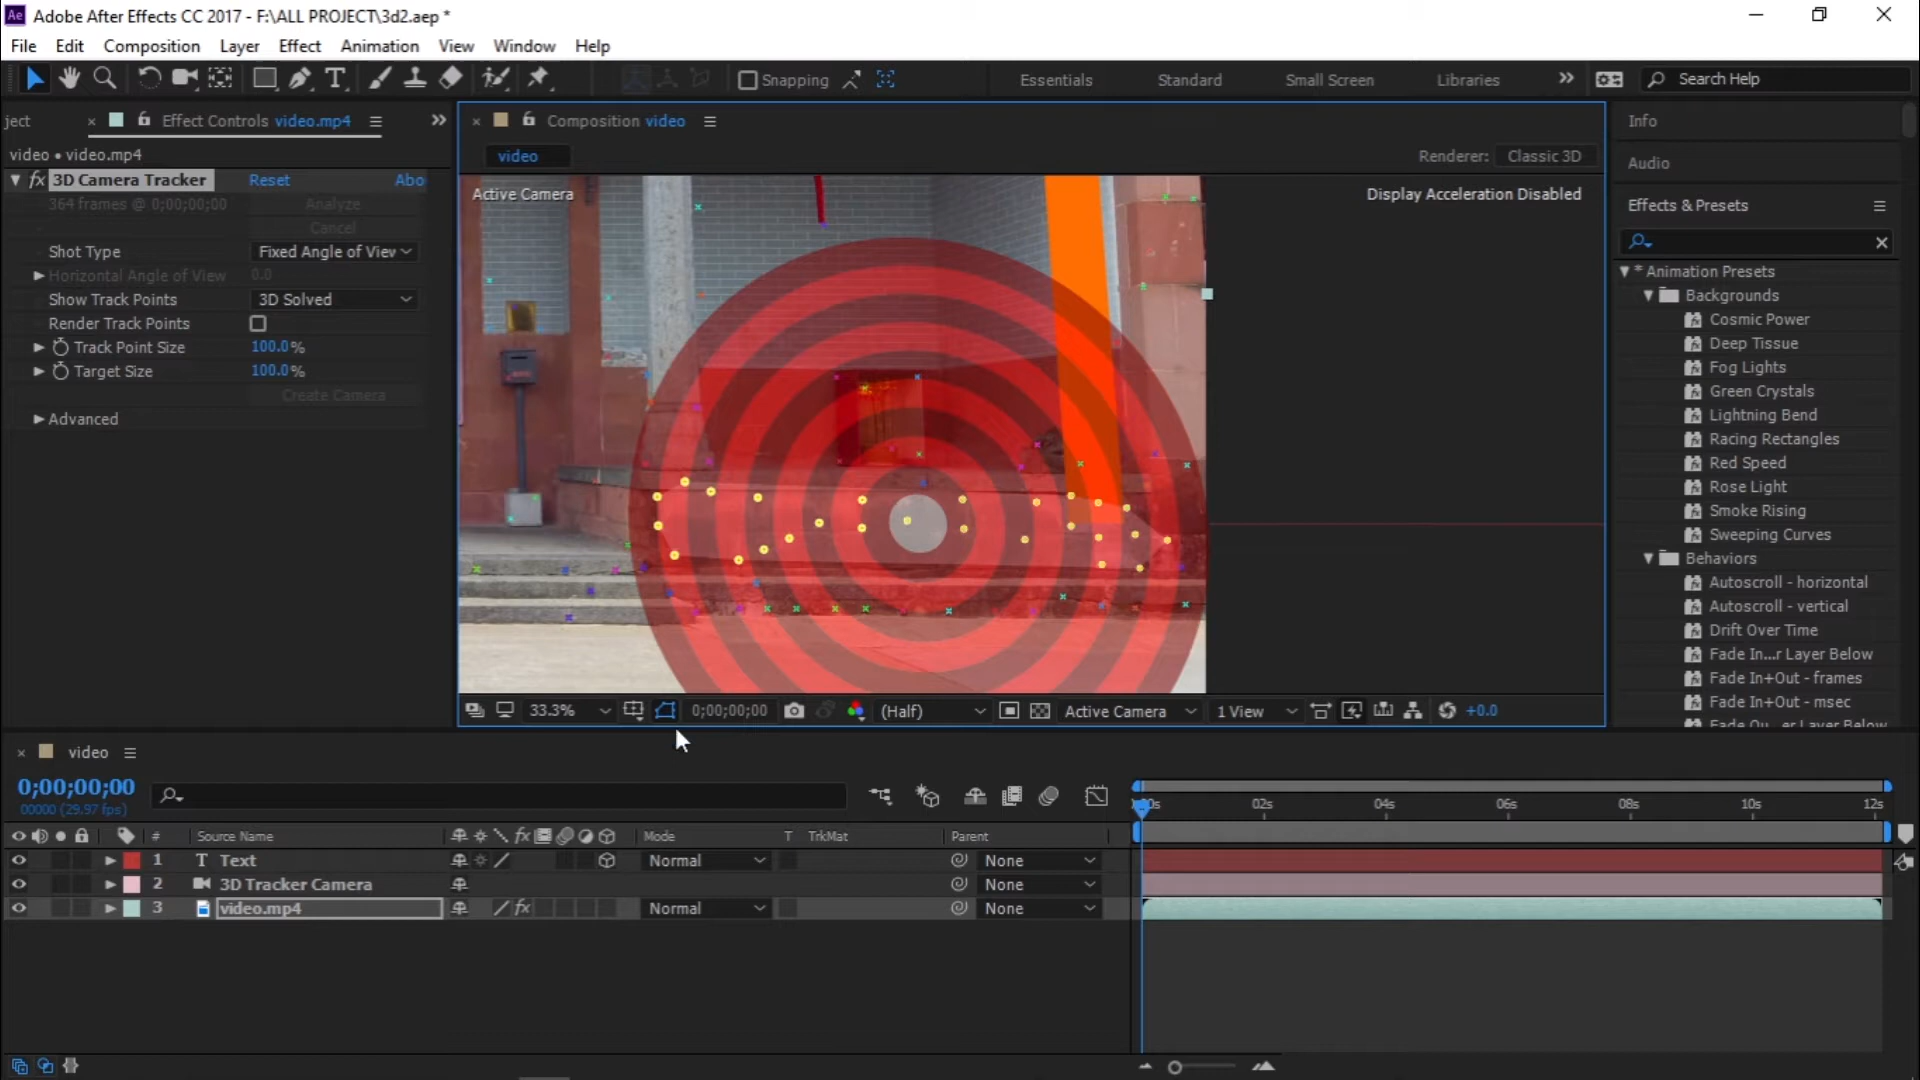 Ae Adobe After Effects CC 2017 - F:\ALL PROJECT\3d2.aep *
File Edit Composition Layer Effect Animation View Window Help
Snapping Essentials Standard Small Screen Libraries Search Help
ject × Effect Controls video.mp4
video • video.mp4
fx 3D Camera Tracker Reset Abo
364 frames @ 0;00;00;00 Analyze
Cancel
Shot Type Fixed Angle of Viev
Horizontal Angle of View 0.0
Show Track Points 3D Solved
Render Track Points
Track Point Size 100.0%
Target Size 100.0%
Create Camera
Advanced
× Composition video
video Renderer: Classic 3D
Active Camera Display Acceleration Disabled
33.3% 0;00;00;00 (Half) Active Camera 1 View +0.0
Info
Audio
Effects & Presets
* Animation Presets
Backgrounds
Cosmic Power
Deep Tissue
Fog Lights
Green Crystals
Lightning Bend
Racing Rectangles
Red Speed
Rose Light
Smoke Rising
Sweeping Curves
Behaviors
Autoscroll - horizontal
Autoscroll - vertical
Drift Over Time
Fade In...r Layer Below
Fade In+Out - frames
Fade In+Out - msec
Fade Ou...er Layer Below
× video
0;00;00;00
00000 (29.97 fps)
00s 02s 04s 06s 08s 10s 12s
# Source Name fx Mode T TrkMat Parent
1 T Text Normal None
2 3D Tracker Camera None
3 video.mp4 fx Normal None